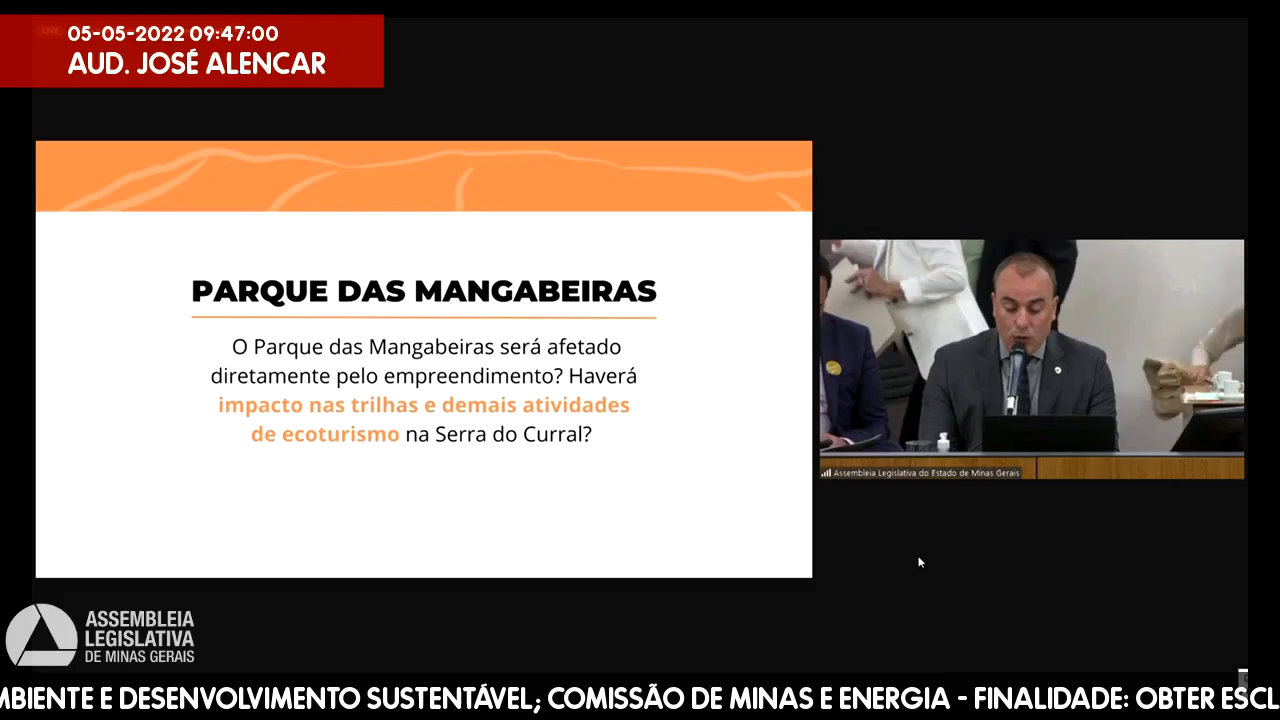 05-05-2022 09:47:00
AUD. JOSÉ ALENCAR
PARQUE DAS MANGABEIRAS
O Parque das Mangabeiras será afetado
diretamente pelo empreendimento? Haverá
impacto nas trilhas e demais atividades
de ecoturismo na Serra do Curral?
Assembleia Legislativa do Estado de Minas Gerais
ASSEMBLEIA
LEGISLATIVA
DE MINAS GERAIS
MBIENTE E DESENVOLVIMENTO SUSTENTÁVEL; COMISSÃO DE MINAS E ENERGIA - FINALIDADE: OBTER ESCL